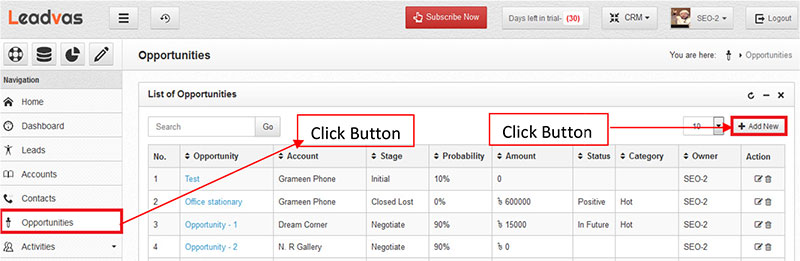 Leadvas
Subscribe Now
Days left in trial- (30)
CRM
SEO-2
Logout
Opportunities
You are here:
Opportunities
Navigation
Home
Dashboard
Leads
Accounts
Contacts
Opportunities
Activities
List of Opportunities
Search Go
Click Button
Click Button
10
Add New
No. Opportunity Account Stage Probability Amount Status Category Owner Action
1 Test Grameen Phone Initial 10% 0 SEO-2
2 Office stationary Grameen Phone Closed Lost 0% ৳ 600000 Positive Hot SEO-2
3 Opportunity - 1 Dream Corner Negotiate 90% ৳ 15000 In Future Hot SEO-2
4 Opportunity - 2 N. R Gallery Negotiate 90% ৳ 0 SEO-2